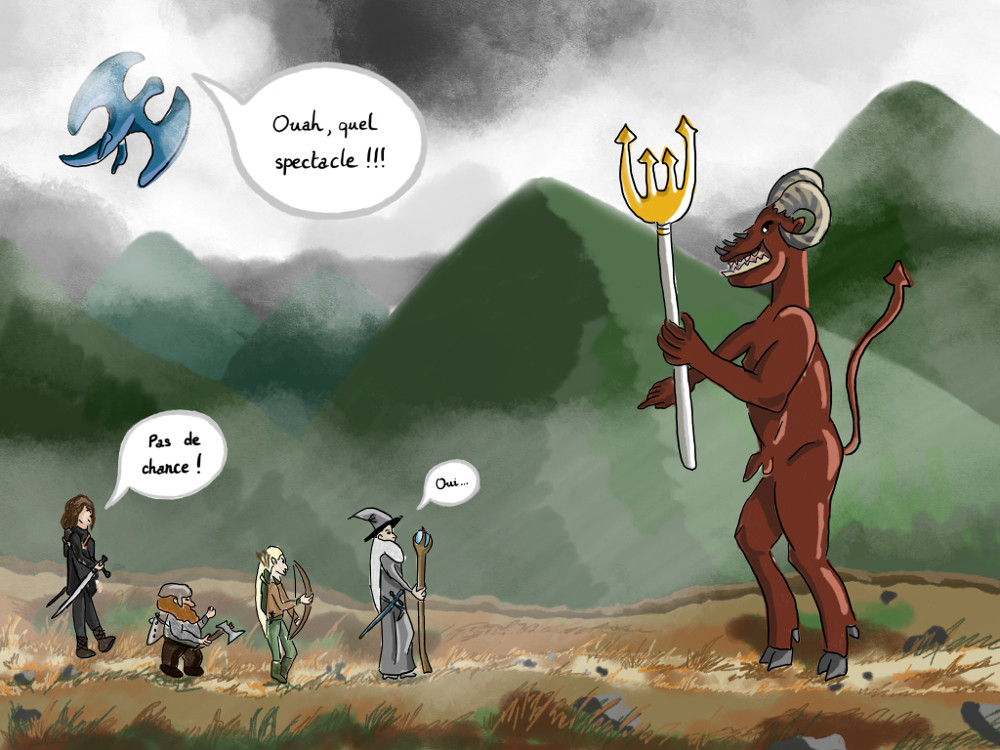 Ouah, quel
spectacle !!!
Pas de
chance !
Oui...